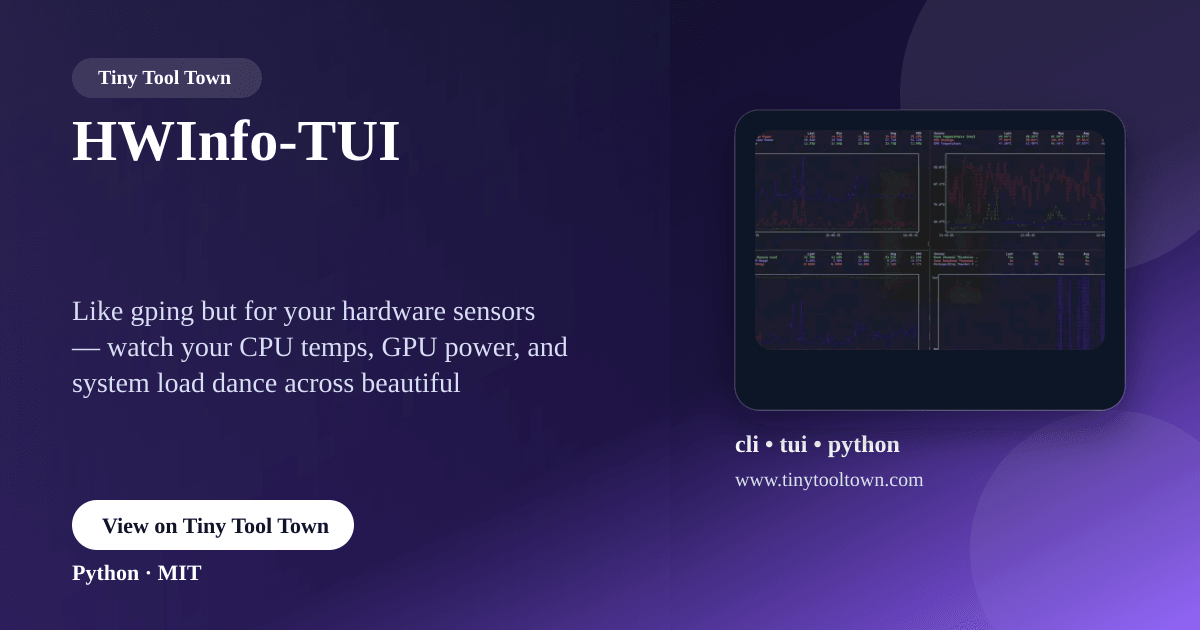 Tiny Tool Town
HWInfo-TUI
Like gping but for your hardware sensors
— watch your CPU temps, GPU power, and
system load dance across beautiful
View on Tiny Tool Town
Python · MIT
cli • tui • python
www.tinytooltown.com